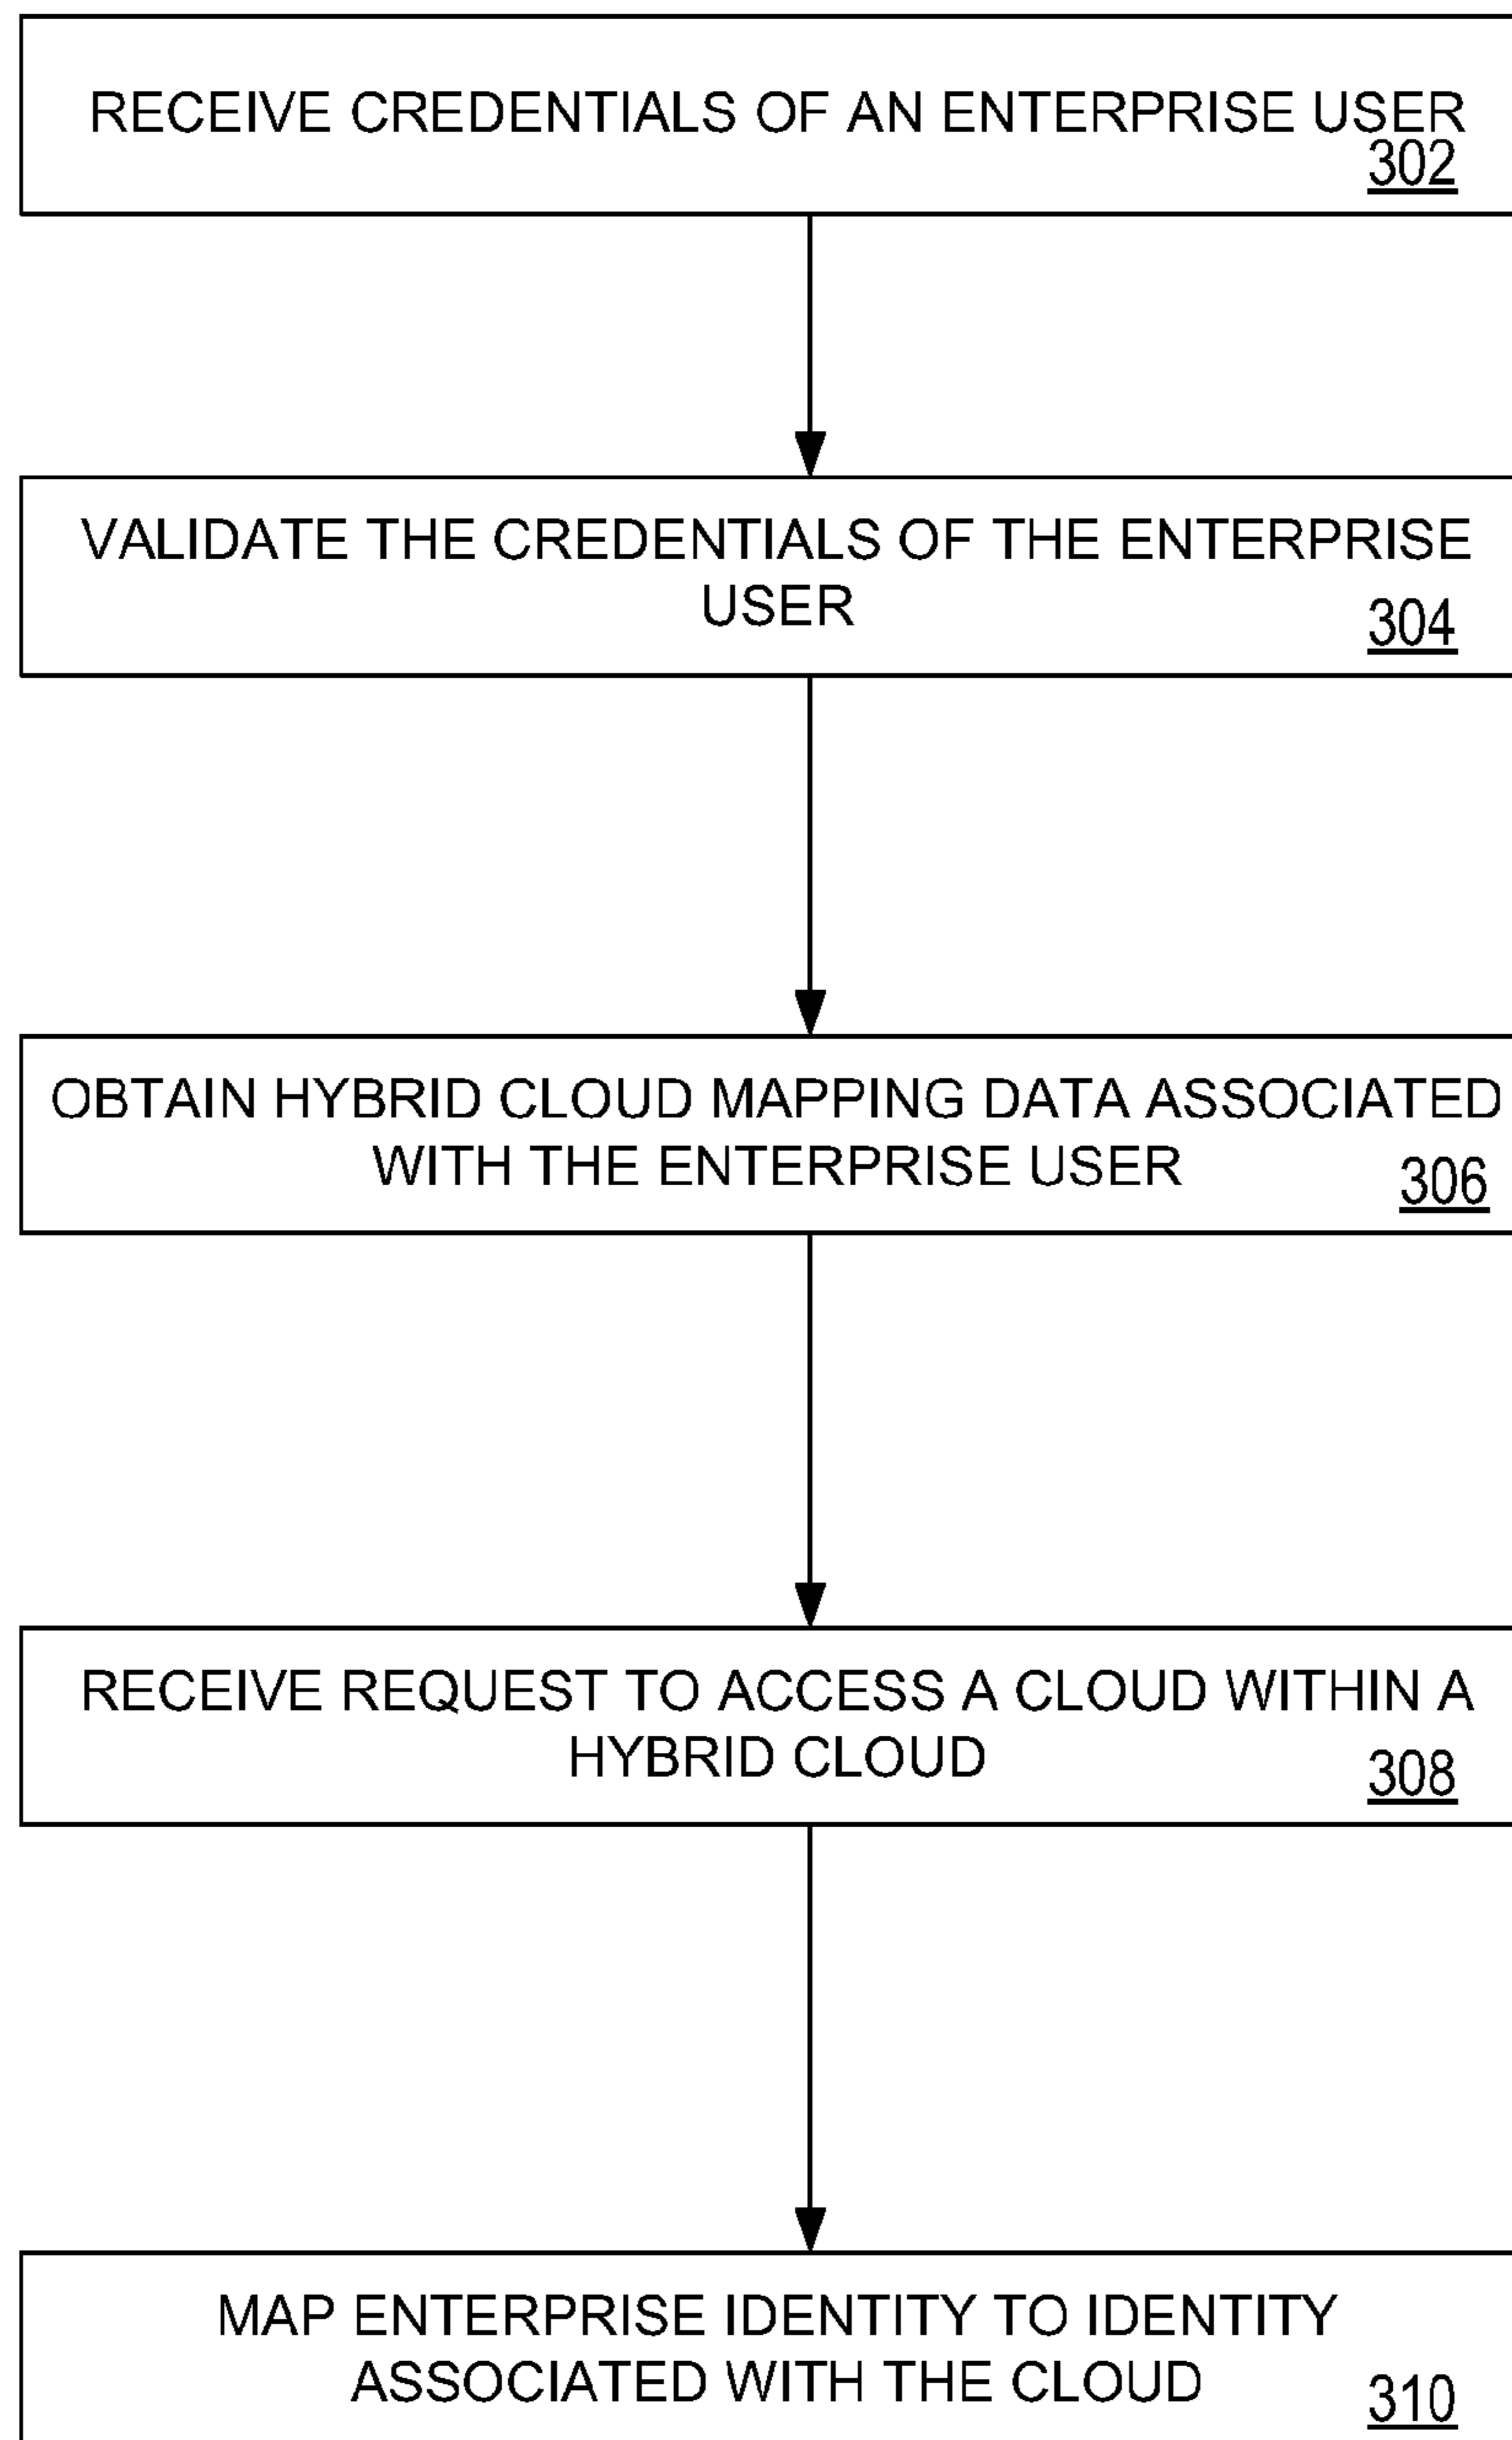 RECEIVE CREDENTIALS OF AN ENTERPRISE USER
302
VALIDATE THE CREDENTIALS OF THE ENTERPRISE
USER
304
OBTAIN HYBRID CLOUD MAPPING DATA ASSOCIATED
WITH THE ENTERPRISE USER
306
RECEIVE REQUEST TO ACCESS A CLOUD WITHIN A
HYBRID CLOUD
308
MAP ENTERPRISE IDENTITY TO IDENTITY
ASSOCIATED WITH THE CLOUD
310